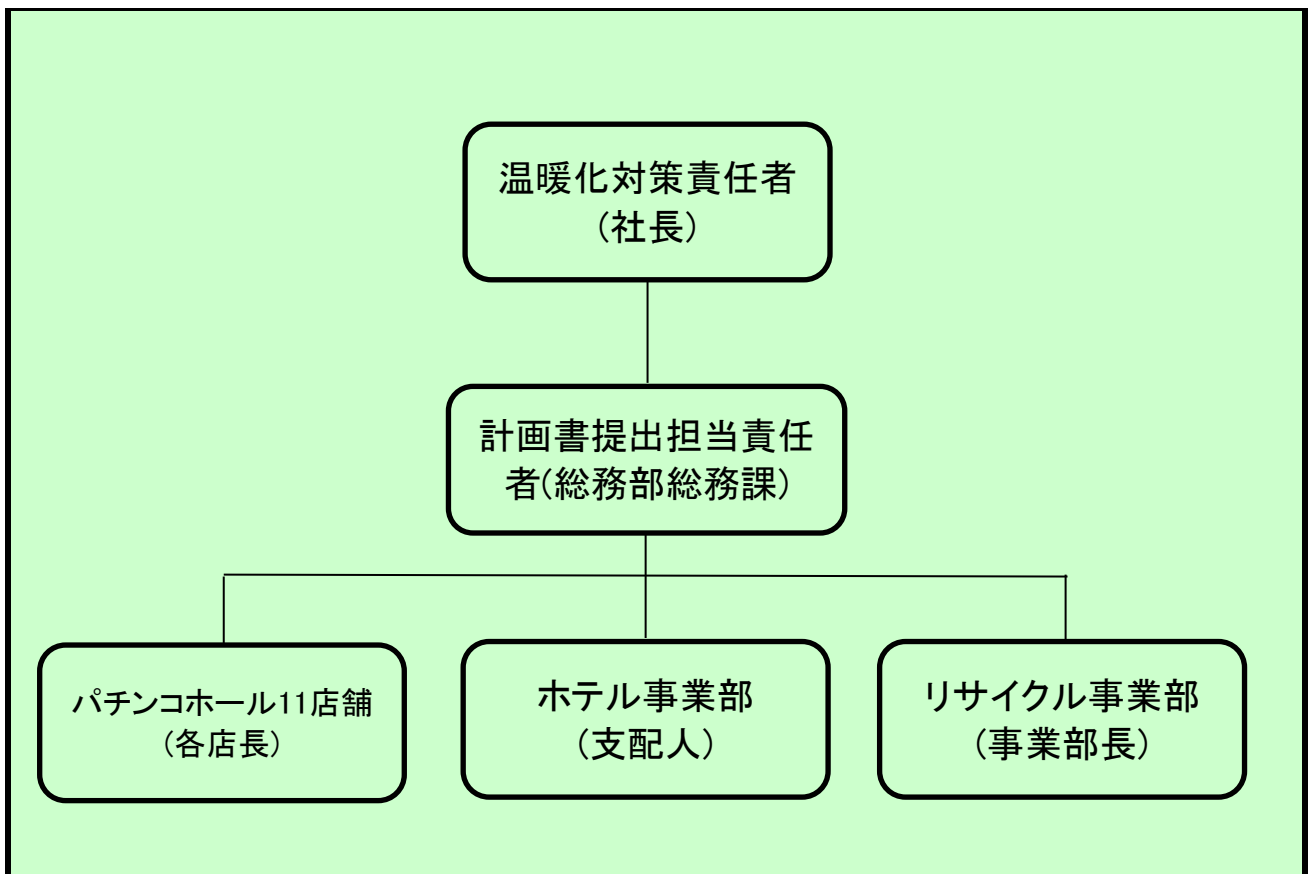 温暖化対策責任者
(社長)
計画書提出担当責任
者(総務部総務課)
パチンコホール11店舗
(各店長)
ホテル事業部
(支配人)
リサイクル事業部
(事業部長)